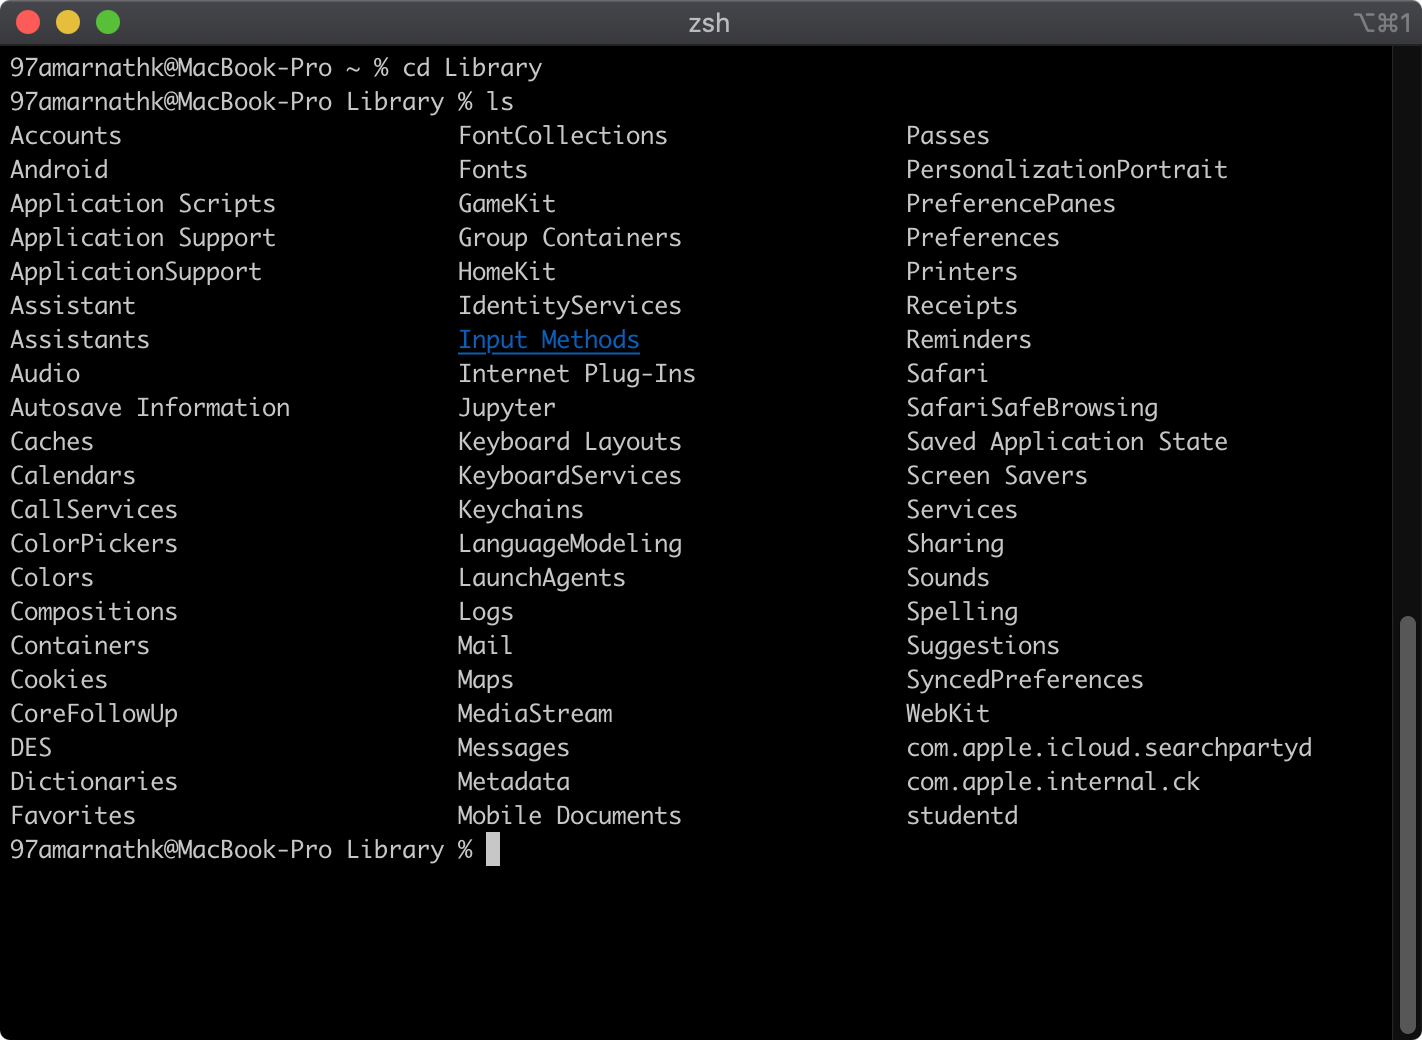 zsh ⌥⌘1
97amarnathk@MacBook-Pro ~ % cd Library
97amarnathk@MacBook-Pro Library % ls
Accounts FontCollections Passes
Android Fonts PersonalizationPortrait
Application Scripts GameKit PreferencePanes
Application Support Group Containers Preferences
ApplicationSupport HomeKit Printers
Assistant IdentityServices Receipts
Assistants Input Methods Reminders
Audio Internet Plug-Ins Safari
Autosave Information Jupyter SafariSafeBrowsing
Caches Keyboard Layouts Saved Application State
Calendars KeyboardServices Screen Savers
CallServices Keychains Services
ColorPickers LanguageModeling Sharing
Colors LaunchAgents Sounds
Compositions Logs Spelling
Containers Mail Suggestions
Cookies Maps SyncedPreferences
CoreFollowUp MediaStream WebKit
DES Messages com.apple.icloud.searchpartyd
Dictionaries Metadata com.apple.internal.ck
Favorites Mobile Documents studentd
97amarnathk@MacBook-Pro Library %